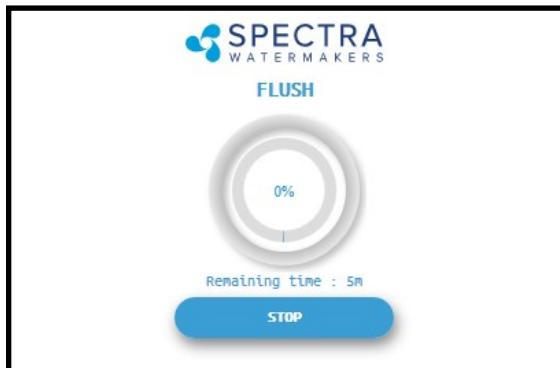 SPECTRA
WATERMAKERS
FLUSH
0%
Remaining time : 5m
STOP